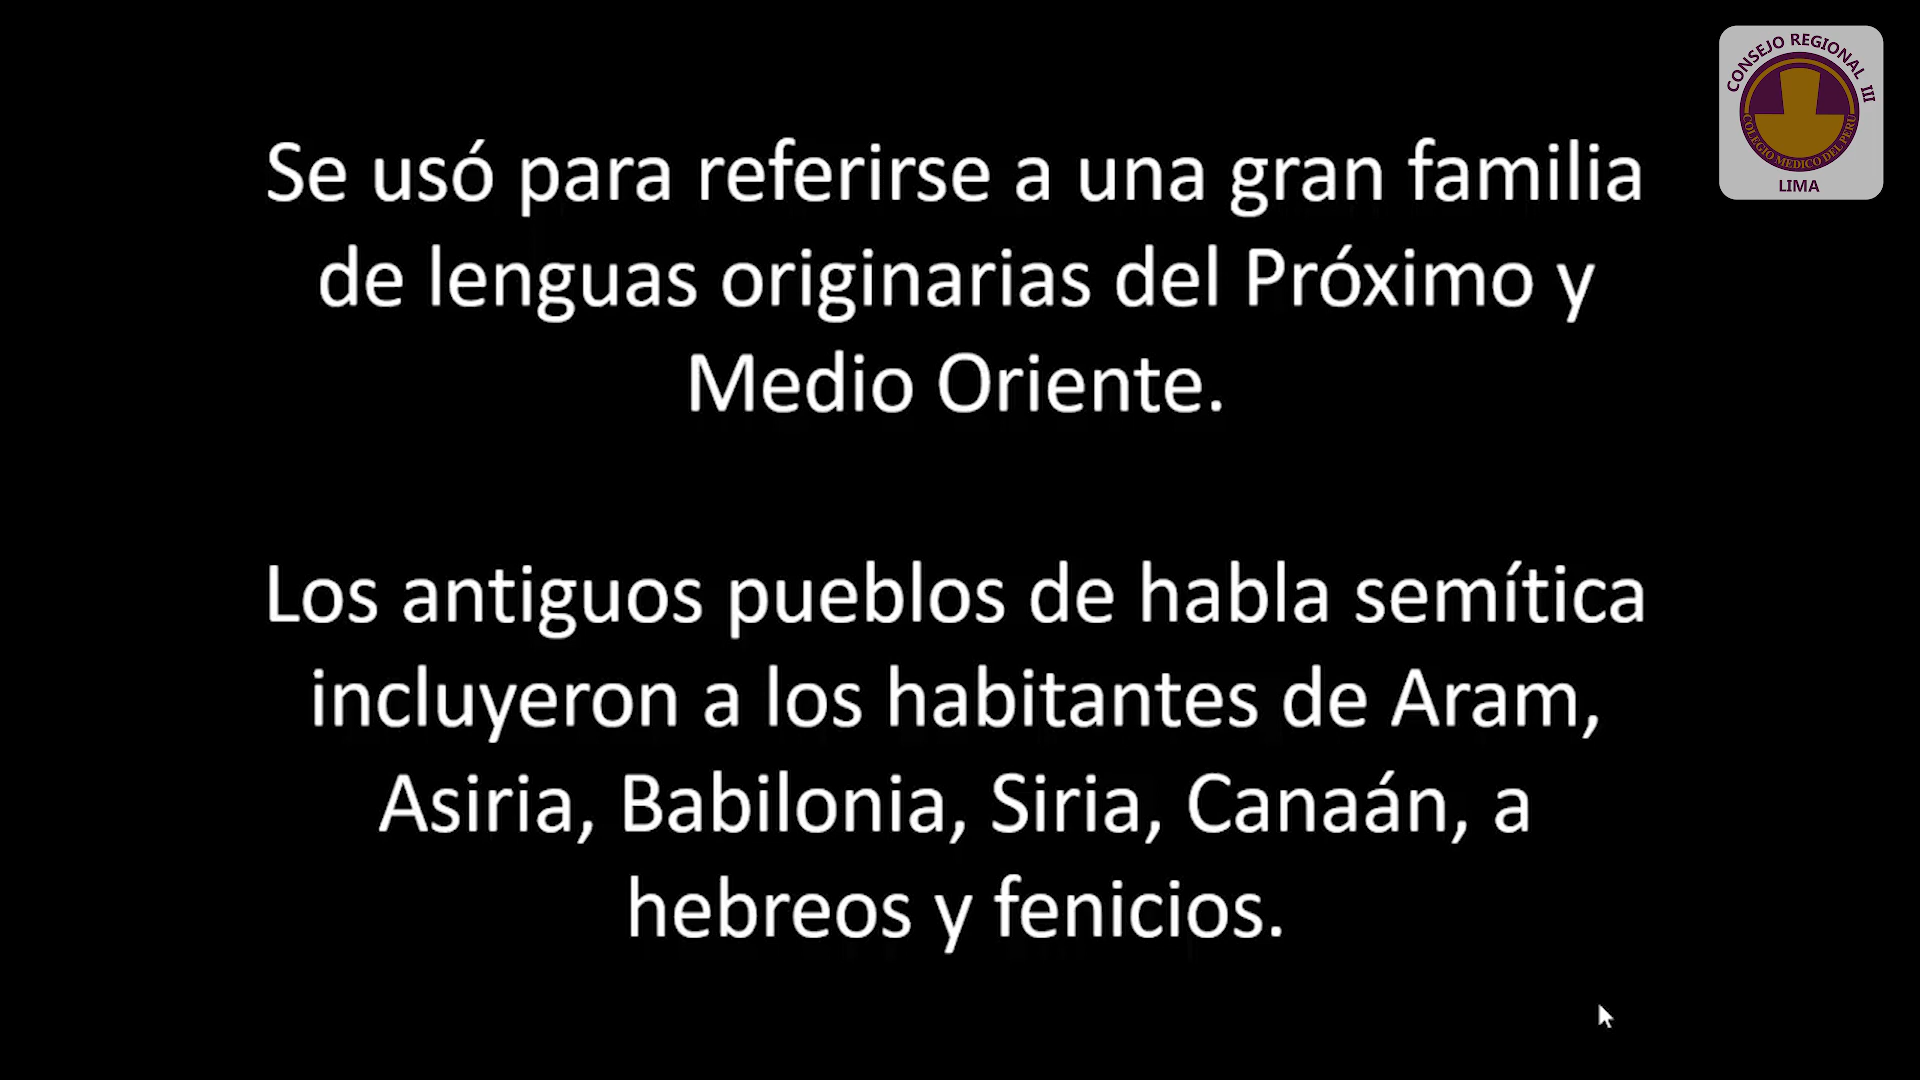 CONSEJO REGIONAL III
COLEGIO MEDICO DEL PERU
LIMA
Se usó para referirse a una gran familia
de lenguas originarias del Próximo y
Medio Oriente.
Los antiguos pueblos de habla semítica
incluyeron a los habitantes de Aram,
Asiria, Babilonia, Siria, Canaán, a
hebreos y fenicios.